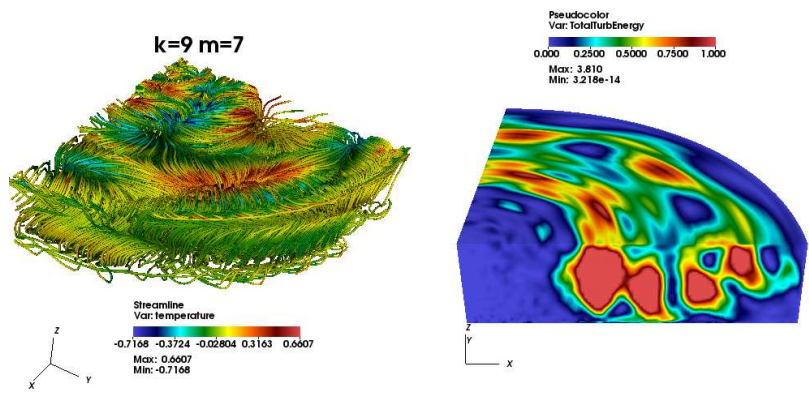 k=9 m=7
Streamline
Var: temperature
-0.7168 -0.3724 -0.02804 0.3163 0.6607
Max: 0.6607
Min: -0.7168
Z
X
Y
Pseudocolor
Var: TotalTurbEnergy
0.000 0.2500 0.5000 0.7500 1.000
Max: 3.810
Min: 3.218e-14
Z
Y
X